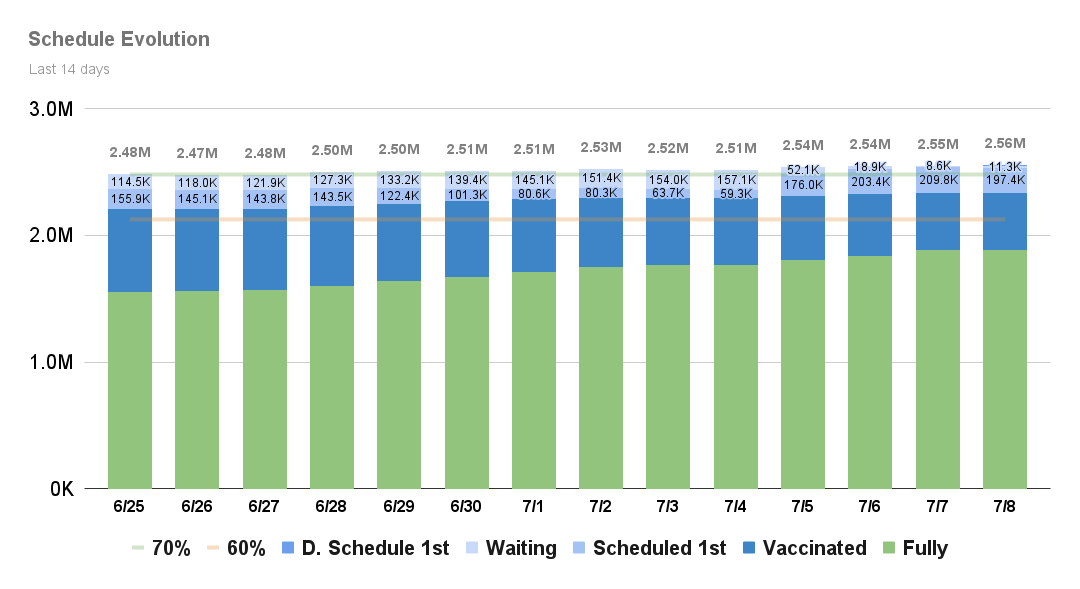 Schedule Evolution
Last 14 days
3.0M
2.48M 2.47M 2.48M 2.50M 2.50M 2.51M 2.51M 2.53M 2.52M 2.51M 2.54M 2.54M 2.55M 2.56M
114.5K 118.0K 121.9K 127.3K 133.2K 139.4K 145.1K 151.4K 154.0K 157.1K 52.1K 18.9K 8.6K 11.3K
155.9K 145.1K 143.8K 143.5K 122.4K 101.3K 80.6K 80.3K 63.7K 59.3K 176.0K 203.4K 209.8K 197.4K
2.0M
1.0M
0K
6/25 6/26 6/27 6/28 6/29 6/30 7/1 7/2 7/3 7/4 7/5 7/6 7/7 7/8
70% 60% D. Schedule 1st Waiting Scheduled 1st Vaccinated Fully